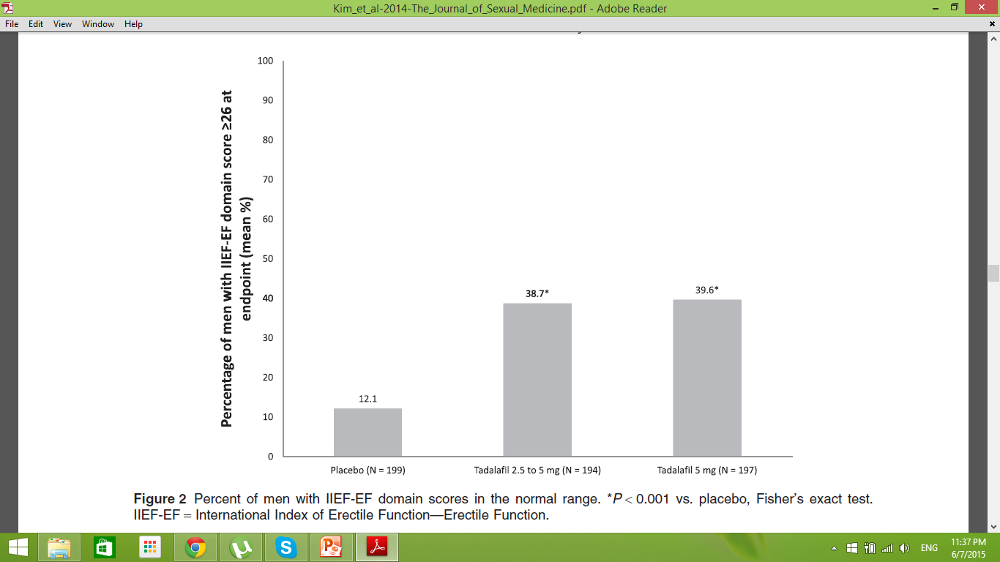 Kim_et_al-2014-The_Journal_of_Sexual_Medicine.pdf - Adobe Reader
File Edit View Window Help
100
90
80
70
60
50
40
30
20
10
0
Percentage of men with IIEF-EF domain score ≥26 at
endpoint (mean %)
12.1
38.7*
39.6*
Placebo (N = 199)
Tadalafil 2.5 to 5 mg (N = 194)
Tadalafil 5 mg (N = 197)
Figure 2 Percent of men with IIEF-EF domain scores in the normal range. *P < 0.001 vs. placebo, Fisher's exact test.
IIEF-EF = International Index of Erectile Function—Erectile Function.
ENG
11:37 PM
6/7/2015